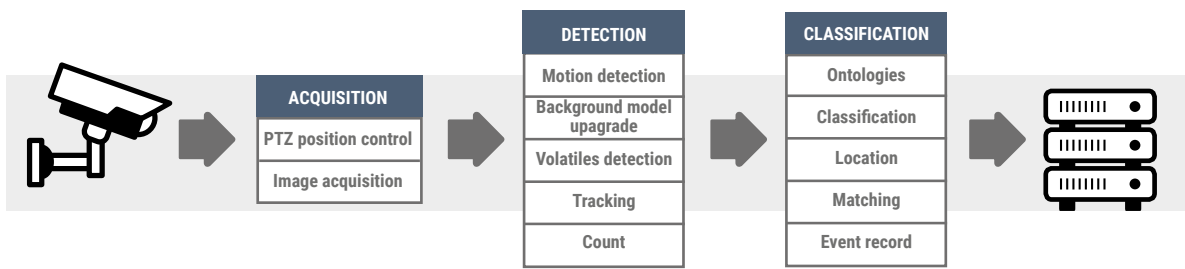 ACQUISITION
PTZ position control
Image acquisition
DETECTION
Motion detection
Background model
upagrade
Volatiles detection
Tracking
Count
CLASSIFICATION
Ontologies
Classification
Location
Matching
Event record